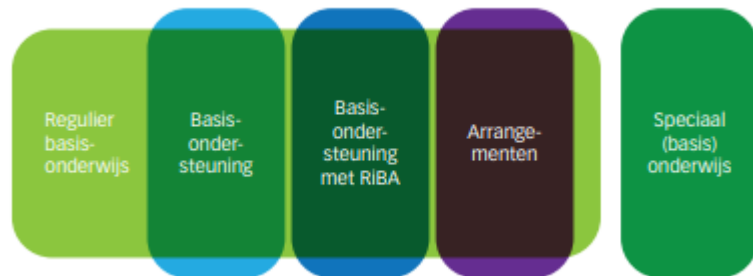 Regulier
basis-
onderwijs
Basis-
onder-
steuning
Basis-
onder-
steuning
met RiBA
Arrange-
menten
Speciaal
(basis)
onderwijs